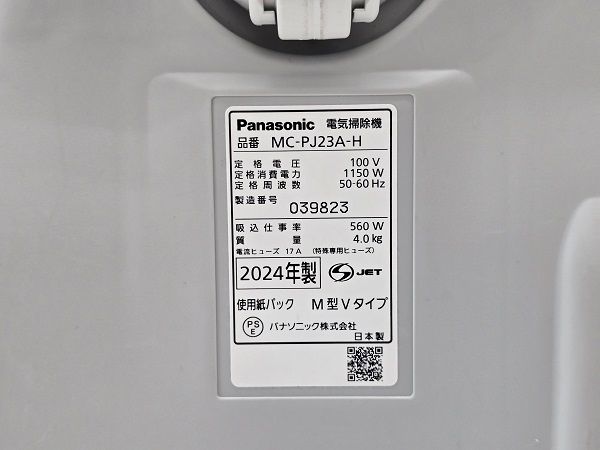 Panasonic 電気掃除機
品番 MC-PJ23A-H
定格電圧 100 V
定格消費電力 1150 W
定格周波数 50-60 Hz
製造番号 039823
吸込仕事率 560 W
質量 4.0 kg
電流ヒューズ 17A (特殊専用ヒューズ)
2024年製 S JET
使用紙パック M型Vタイプ
PS E パナソニック株式会社
日本製